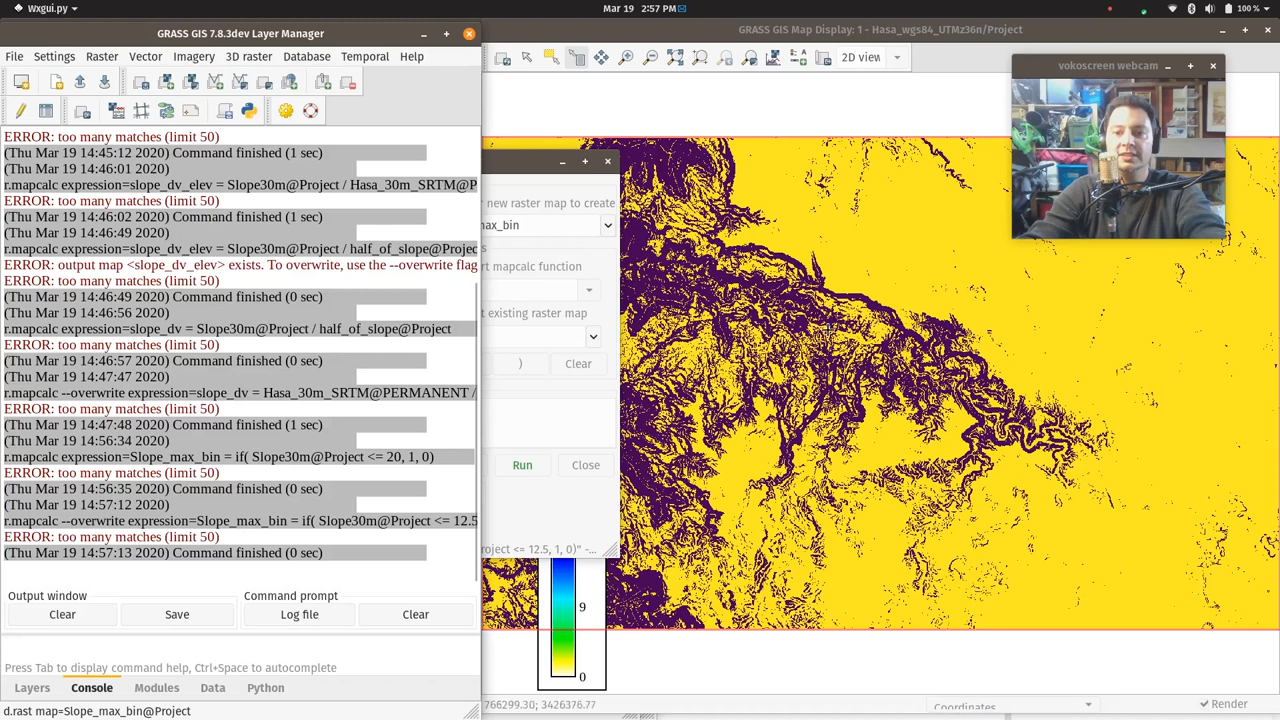 Wxgui.py
Mar 19 2:57 PM
100 %
GRASS GIS 7.8.3dev Layer Manager
GRASS GIS Map Display: 1 - Hasa_wgs84_UTMz36n/Project
File Settings Raster Vector Imagery 3D raster Database Temporal Help
2D view
vokoscreen webcam
ERROR: too many matches (limit 50)
(Thu Mar 19 14:45:12 2020) Command finished (1 sec)
(Thu Mar 19 14:46:01 2020)
r.mapcalc expression=slope_dv_elev = Slope30m@Project / Hasa_30m_SRTM@P
ERROR: too many matches (limit 50)
(Thu Mar 19 14:46:02 2020) Command finished (1 sec)
(Thu Mar 19 14:46:49 2020)
r.mapcalc expression=slope_dv_elev = Slope30m@Project / half_of_slope@Projec
ERROR: output map <slope_dv_elev> exists. To overwrite, use the --overwrite flag
ERROR: too many matches (limit 50)
(Thu Mar 19 14:46:49 2020) Command finished (0 sec)
(Thu Mar 19 14:46:56 2020)
r.mapcalc expression=slope_dv = Slope30m@Project / half_of_slope@Project
ERROR: too many matches (limit 50)
(Thu Mar 19 14:46:57 2020) Command finished (0 sec)
(Thu Mar 19 14:47:47 2020)
r.mapcalc --overwrite expression=slope_dv = Hasa_30m_SRTM@PERMANENT /
ERROR: too many matches (limit 50)
(Thu Mar 19 14:47:48 2020) Command finished (1 sec)
(Thu Mar 19 14:56:34 2020)
r.mapcalc expression=Slope_max_bin = if( Slope30m@Project <= 20, 1, 0)
ERROR: too many matches (limit 50)
(Thu Mar 19 14:56:35 2020) Command finished (0 sec)
(Thu Mar 19 14:57:12 2020)
r.mapcalc --overwrite expression=Slope_max_bin = if( Slope30m@Project <= 12.5
ERROR: too many matches (limit 50)
(Thu Mar 19 14:57:13 2020) Command finished (0 sec)
Output window
Command prompt
Clear
Save
Log file
Clear
Press Tab to display command help, Ctrl+Space to autocomplete
Layers Console Modules Data Python
d.rast map=Slope_max_bin@Project
new raster map to create
max_bin
rt mapcalc function
t existing raster map
)
Clear
Run
Close
oject <= 12.5, 1, 0)" -...
9
0
766299.30; 3426376.77
Coordinates
Render